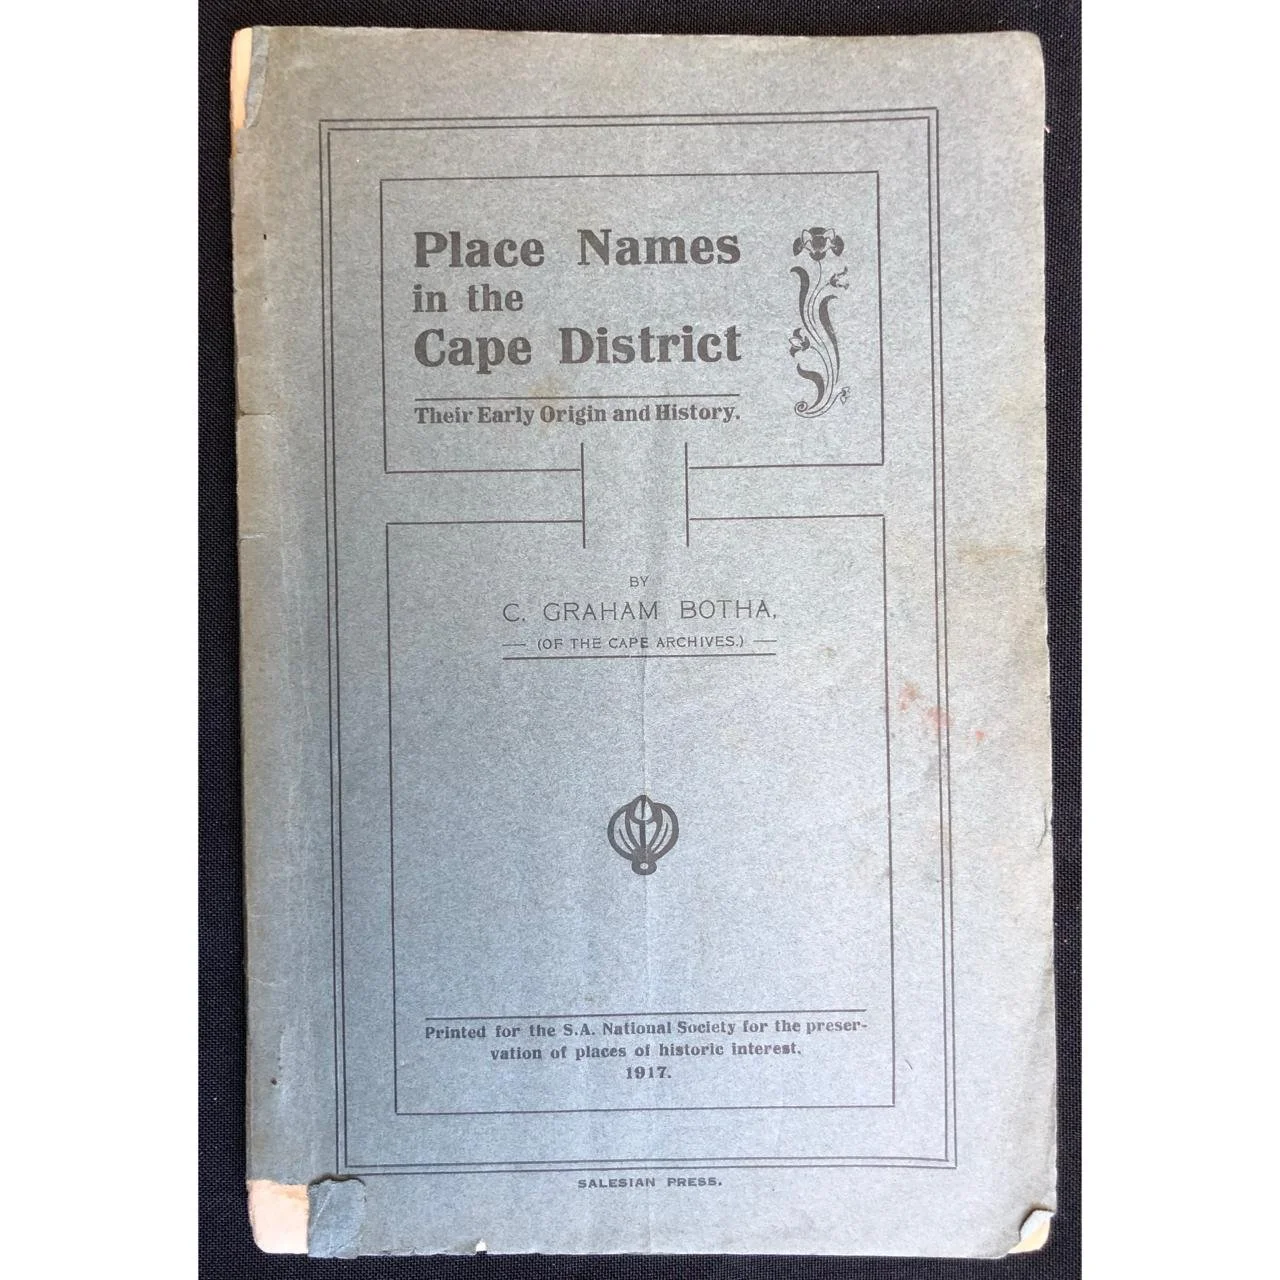 Place Names
in the
Cape District
Their Early Origin and History.
BY
C. GRAHAM BOTHA,
(OF THE CAPE ARCHIVES.)
Printed for the S.A. National Society for the preser-
vation of places of historic interest.
1917.
SALESIAN PRESS.